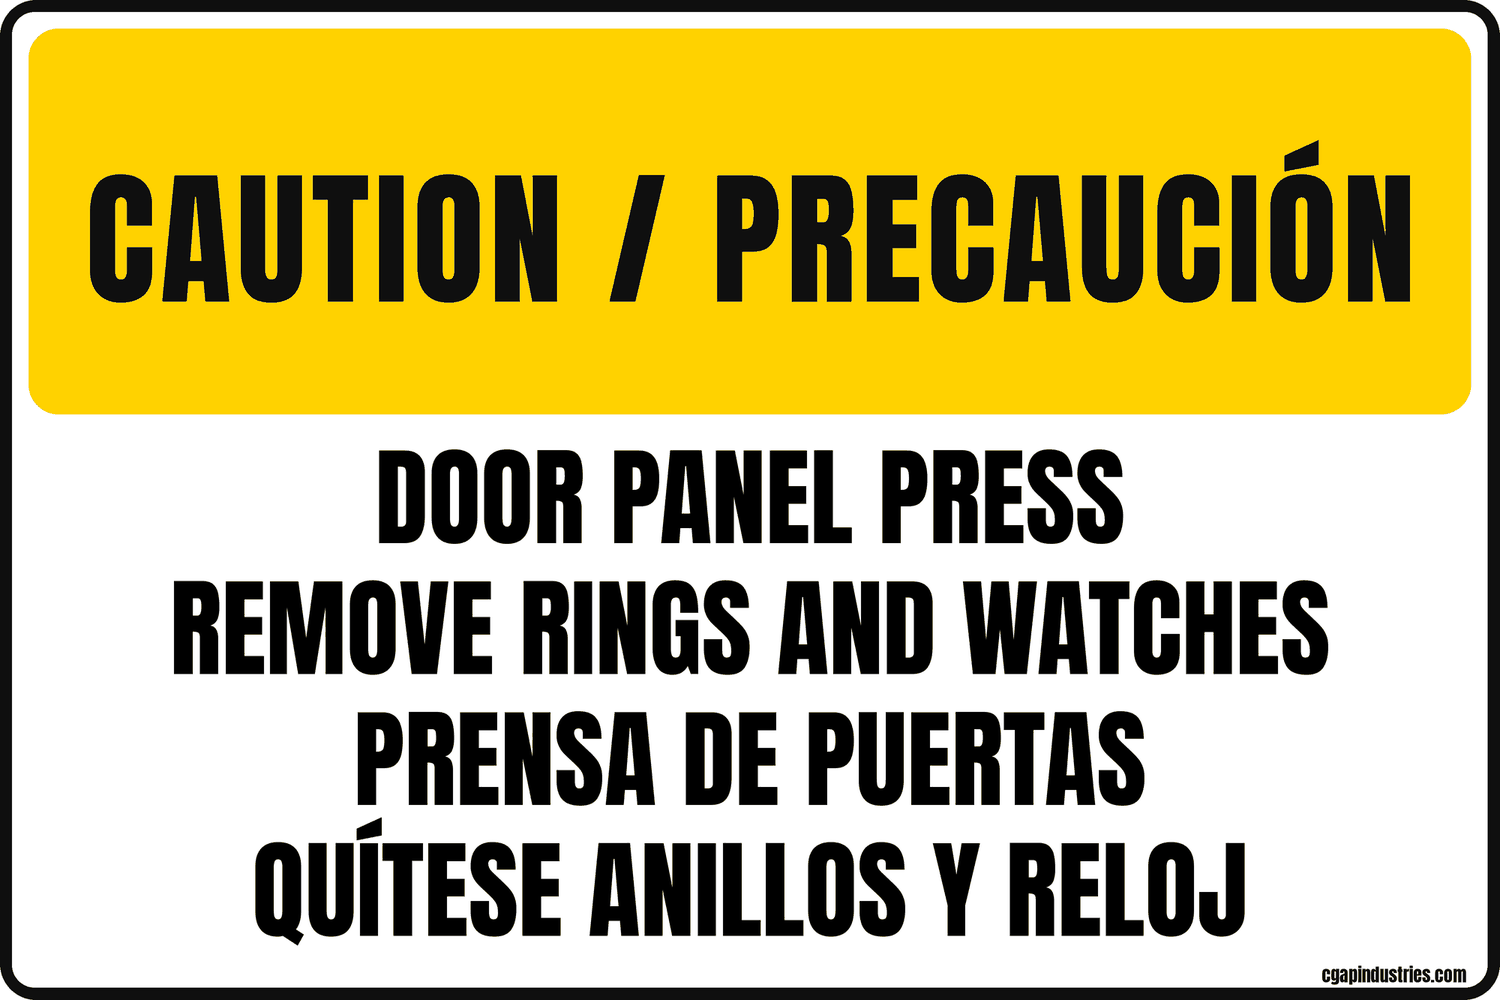 CAUTION / PRECAUCIÓN
DOOR PANEL PRESS
REMOVE RINGS AND WATCHES
PRENSA DE PUERTAS
QUÍTESE ANILLOS Y RELOJ
cgapindustries.com